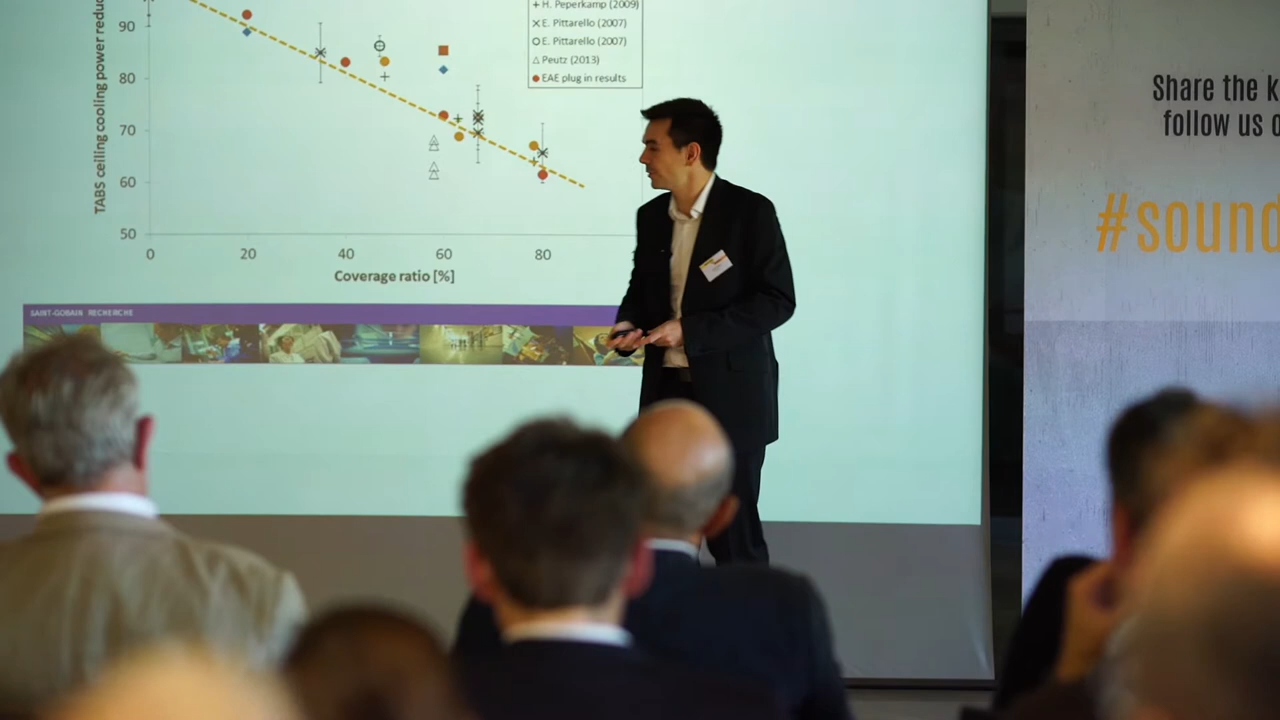 H. Peperkamp (2009)
E. Pittarello (2007)
E. Pittarello (2007)
Peutz (2013)
EAE plug in results
TABS ceiling cooling power reduc
90
80
70
60
50
0
20
40
60
80
Coverage ratio [%]
SAINT-GOBAIN RECHERCHE
Share the k
follow us
#sound